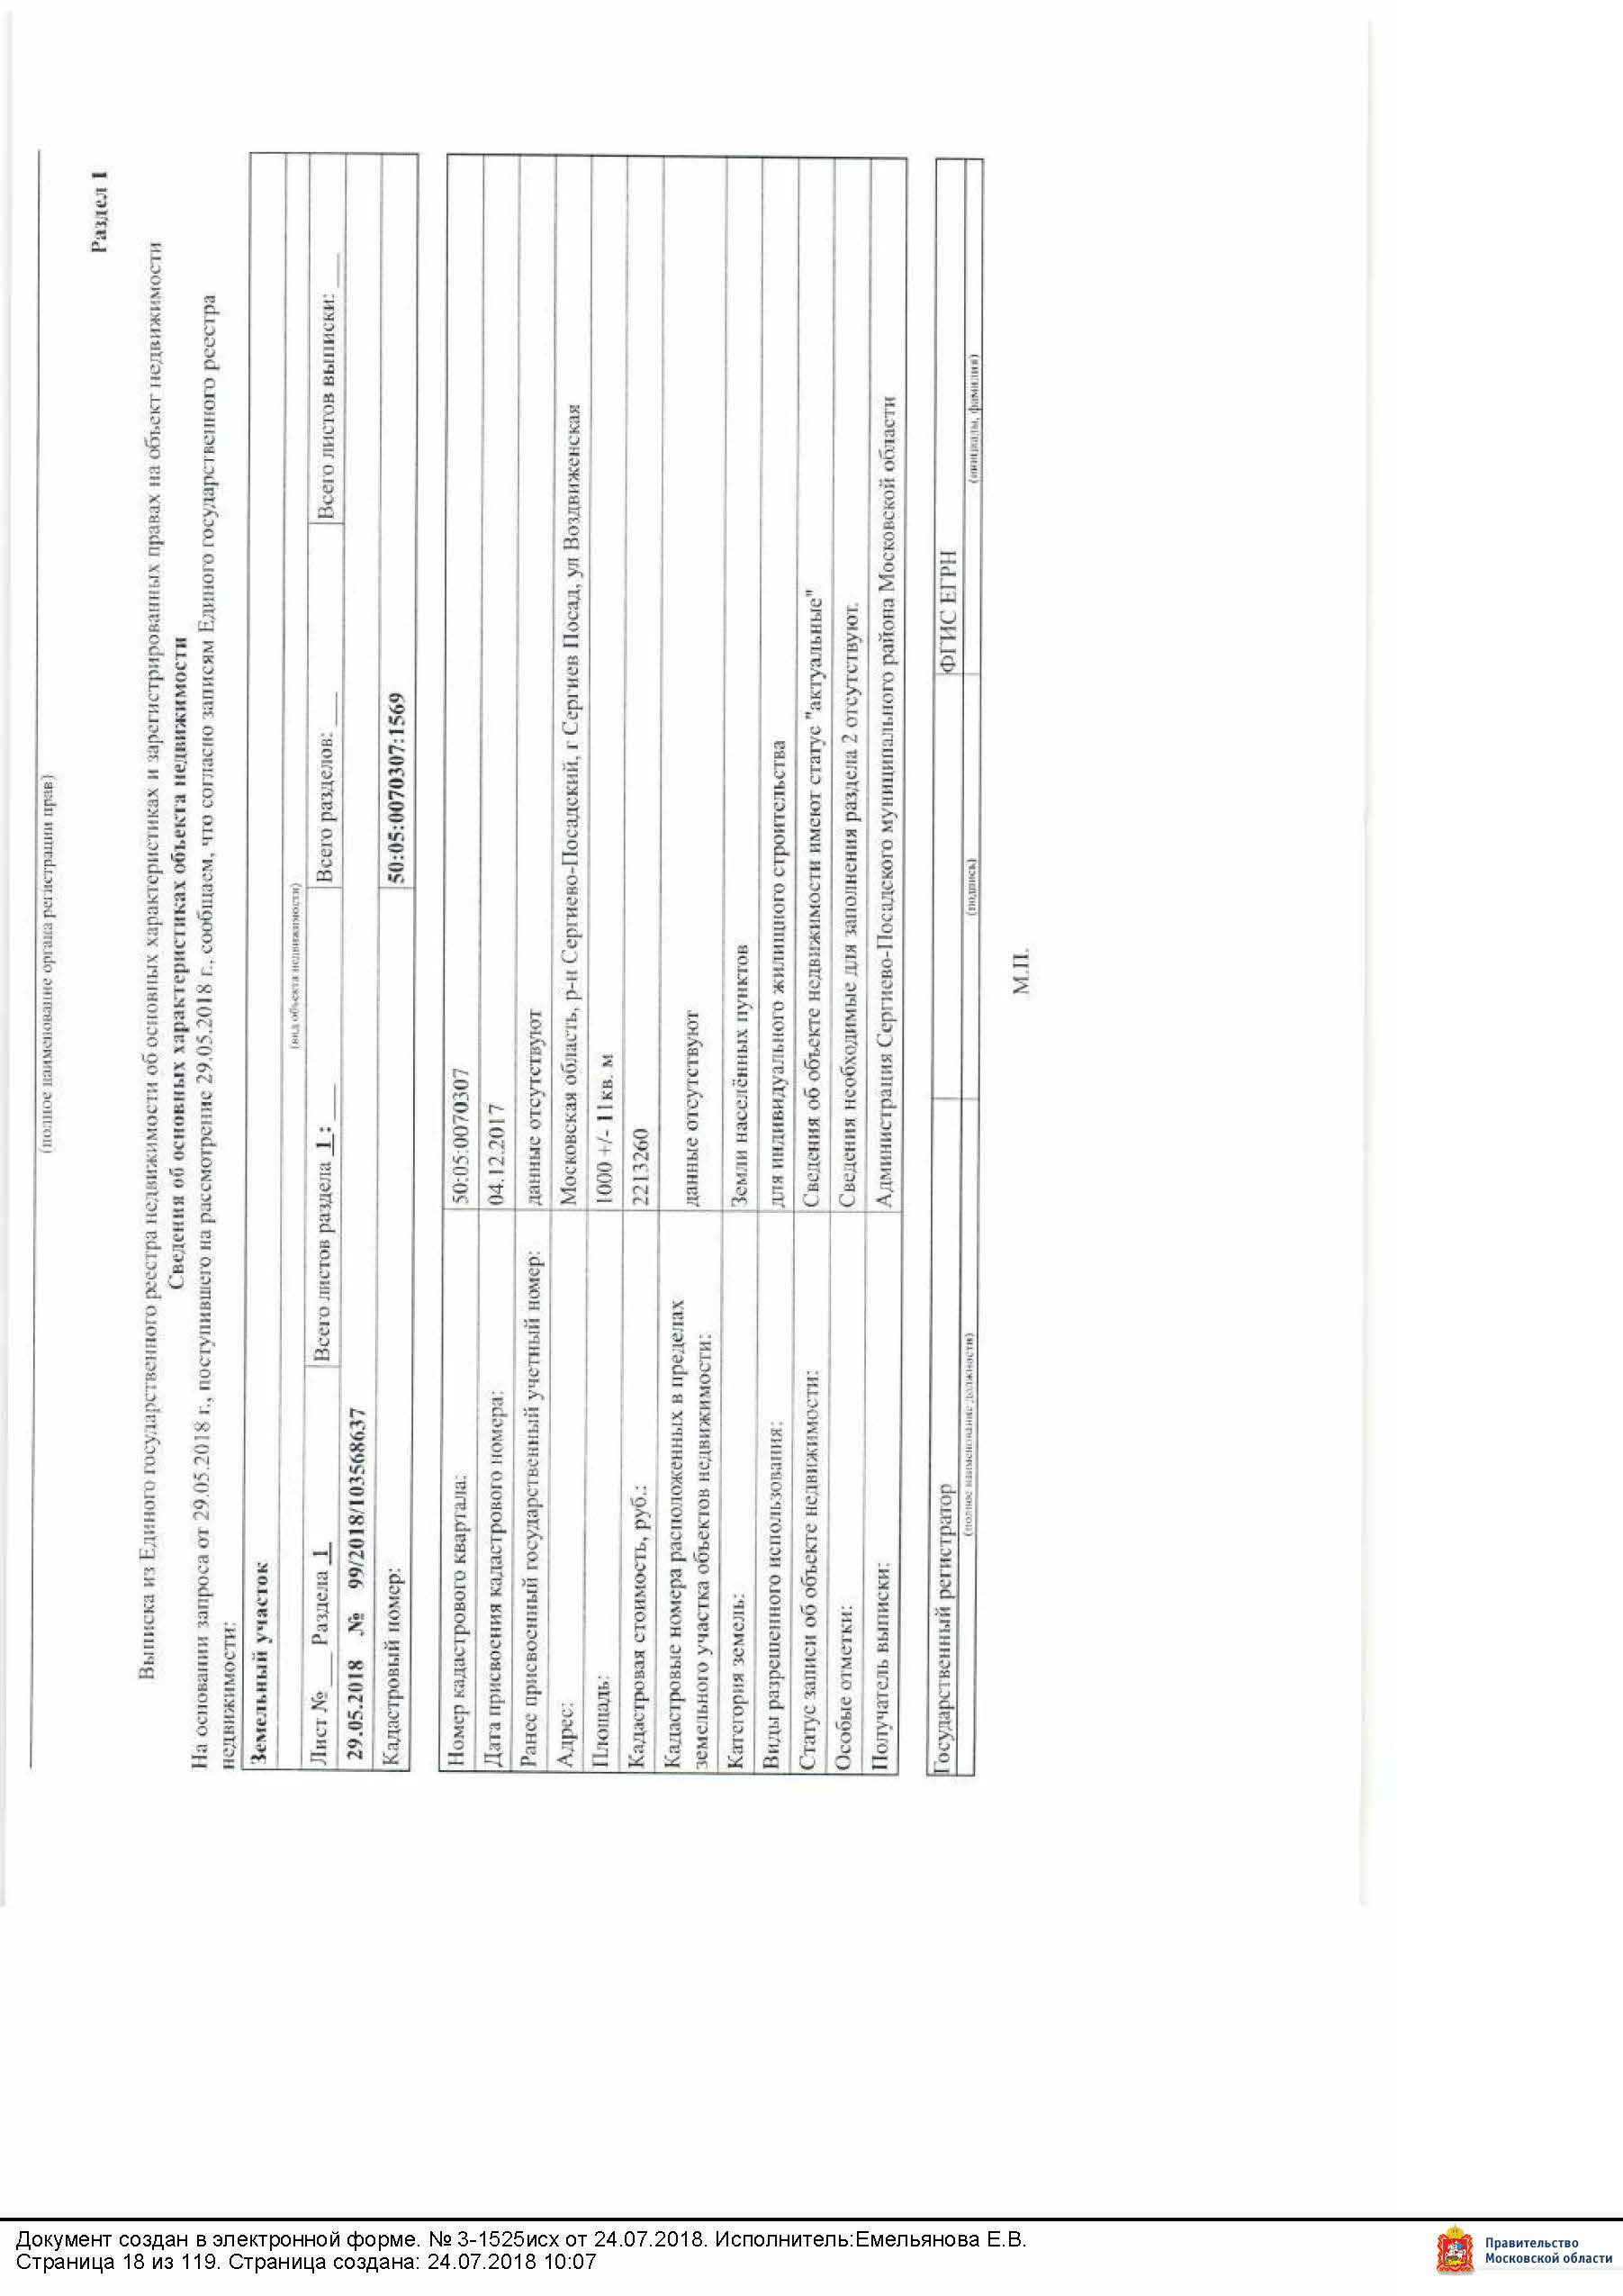 (полное наименование органа регистрации прав)
Раздел 1
Выписка из Единого государственного реестра недвижимости об основных характеристиках и зарегистрированных правах на объект недвижимости
Сведения об основных характеристиках объекта недвижимости
На основании запроса от 29.05.2018 г., поступившего на рассмотрение 29.05.2018 г., сообщаем, что согласно записям Единого государственного реестра
недвижимости:
Земельный участок
(вид объекта недвижимости)
Лист № ___ Раздела 1 Всего листов раздела 1: ___ Всего разделов: ___ Всего листов выписки: ___
29.05.2018 № 99/2018/103568637
Кадастровый номер: 50:05:0070307:1569
Номер кадастрового квартала: 50:05:0070307
Дата присвоения кадастрового номера: 04.12.2017
Ранее присвоенный государственный учетный номер: данные отсутствуют
Адрес: Московская область, р-н Сергиево-Посадский, г Сергиев Посад, ул Воздвиженская
Площадь: 1000 +/- 11кв. м
Кадастровая стоимость, руб.: 2213260
Кадастровые номера расположенных в пределах
земельного участка объектов недвижимости: данные отсутствуют
Категория земель: Земли населённых пунктов
Виды разрешенного использования: для индивидуального жилищного строительства
Статус записи об объекте недвижимости: Сведения об объекте недвижимости имеют статус "актуальные"
Особые отметки: Сведения необходимые для заполнения раздела 2 отсутствуют.
Получатель выписки: Администрация Сергиево-Посадского муниципального района Московской области
Государственный регистратор ФГИС ЕГРН
(полное наименование должности) (подпись) (инициалы, фамилия)
М.П.
Документ создан в электронной форме. № 3-1525исх от 24.07.2018. Исполнитель:Емельянова Е.В.
Страница 18 из 119. Страница создана: 24.07.2018 10:07
Правительство
Московской области